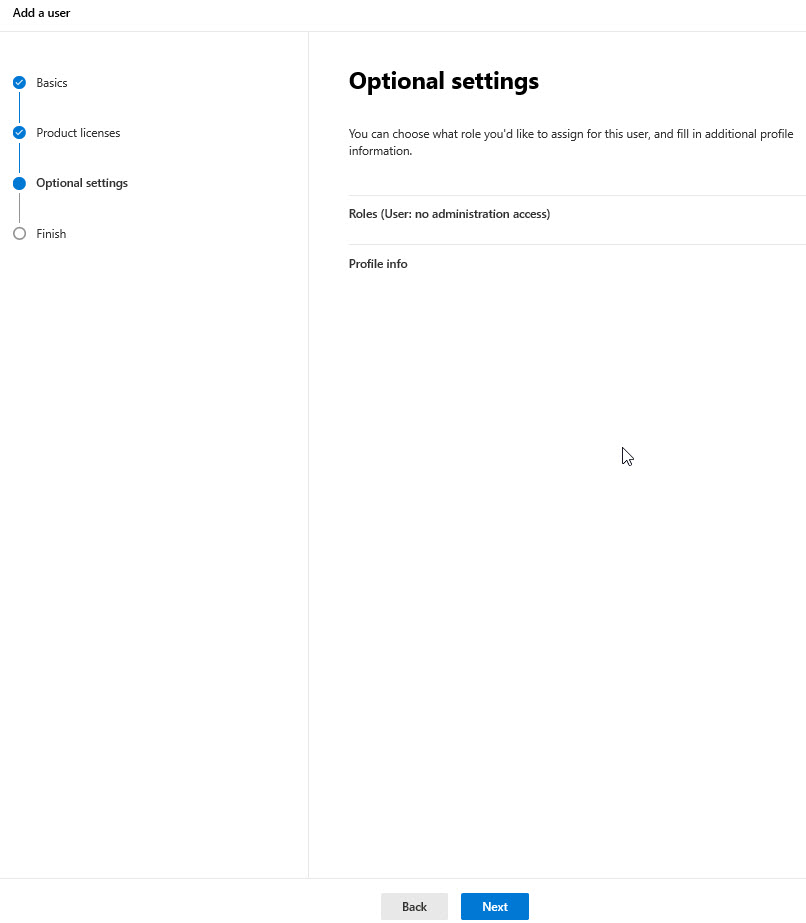 Add a user
Basics
Product licenses
Optional settings
Finish
Optional settings
You can choose what role you'd like to assign for this user, and fill in additional profile
information.
Roles (User: no administration access)
Profile info
Back
Next